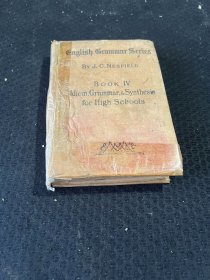 English Grammar Series
BY J. C. NESFIELD
BOOK IV
Idiom Grammar, & Synthesis
for High Schools